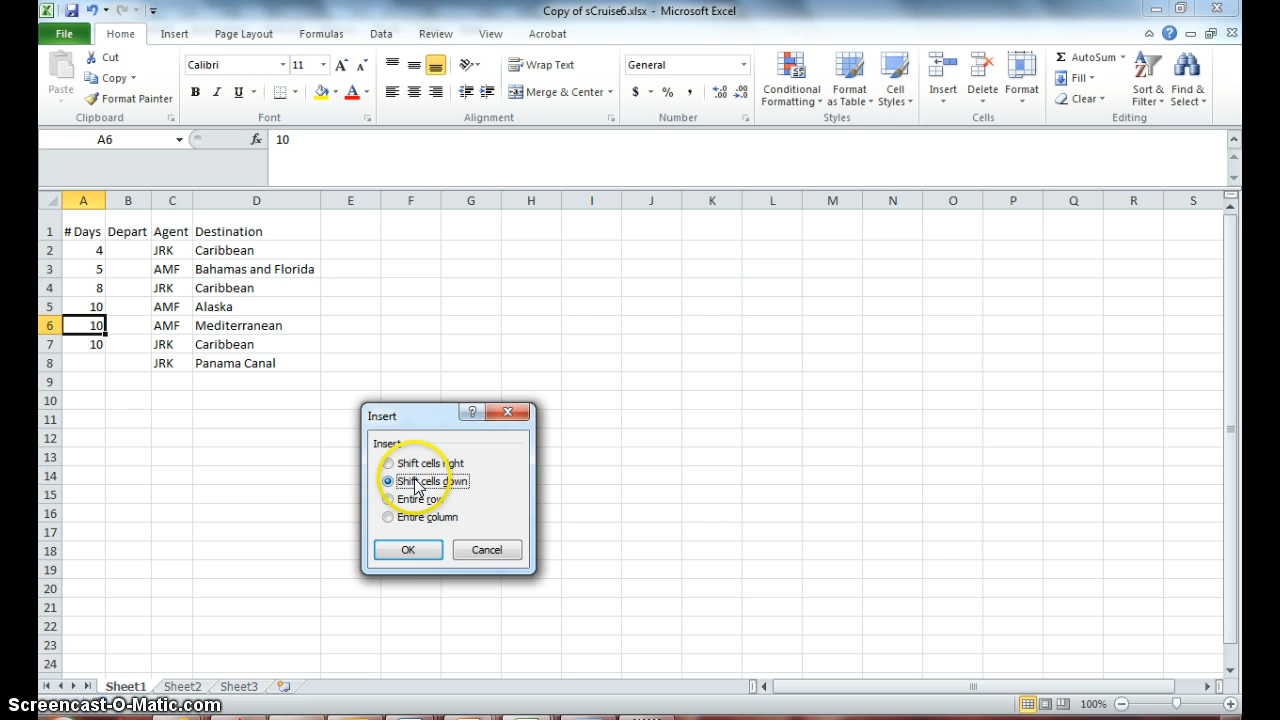 Copy of sCruise6.xlsx - Microsoft Excel
File Home Insert Page Layout Formulas Data Review View Acrobat
Paste Cut Copy Format Painter Clipboard
Calibri 11 B I U Font
Wrap Text Merge & Center Alignment
General $ % , Number
Conditional Formatting Format as Table Cell Styles Styles
Insert Delete Format Cells
Σ AutoSum Fill Clear Sort & Filter Find & Select Editing
A6 fx 10
A B C D E F G H I J K L M N O P Q R S
1 # Days Depart Agent Destination
2 4 JRK Caribbean
3 5 AMF Bahamas and Florida
4 8 JRK Caribbean
5 10 AMF Alaska
6 10 AMF Mediterranean
7 10 JRK Caribbean
8 JRK Panama Canal
9
10
11
12
13
14
15
16
17
18
19
20
21
22
23
24
Insert
Insert
Shift cells right
Shift cells down
Entire row
Entire column
OK Cancel
Sheet1 Sheet2 Sheet3 100%
Screencast-O-Matic.com